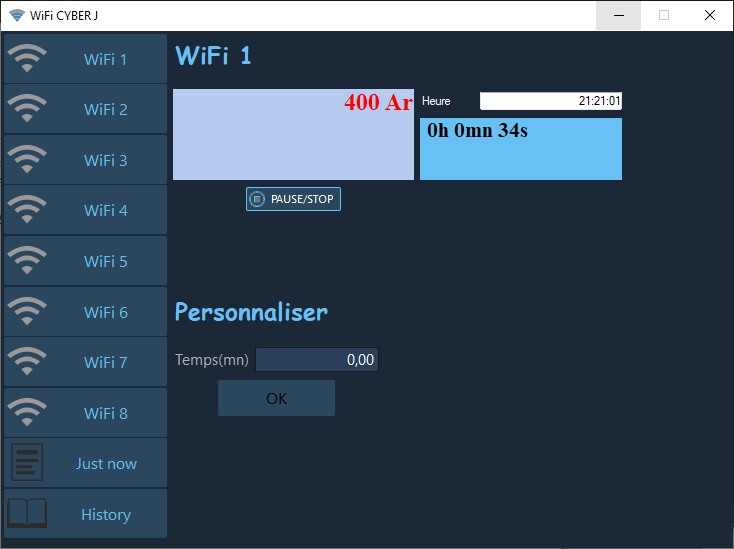 WiFi CYBER J
WiFi 1
WiFi 2
WiFi 3
WiFi 4
WiFi 5
WiFi 6
WiFi 7
WiFi 8
Just now
History
WiFi 1
400 Ar
Heure
21:21:01
0h 0mn 34s
PAUSE/STOP
Personnaliser
Temps(mn)
0,00
OK